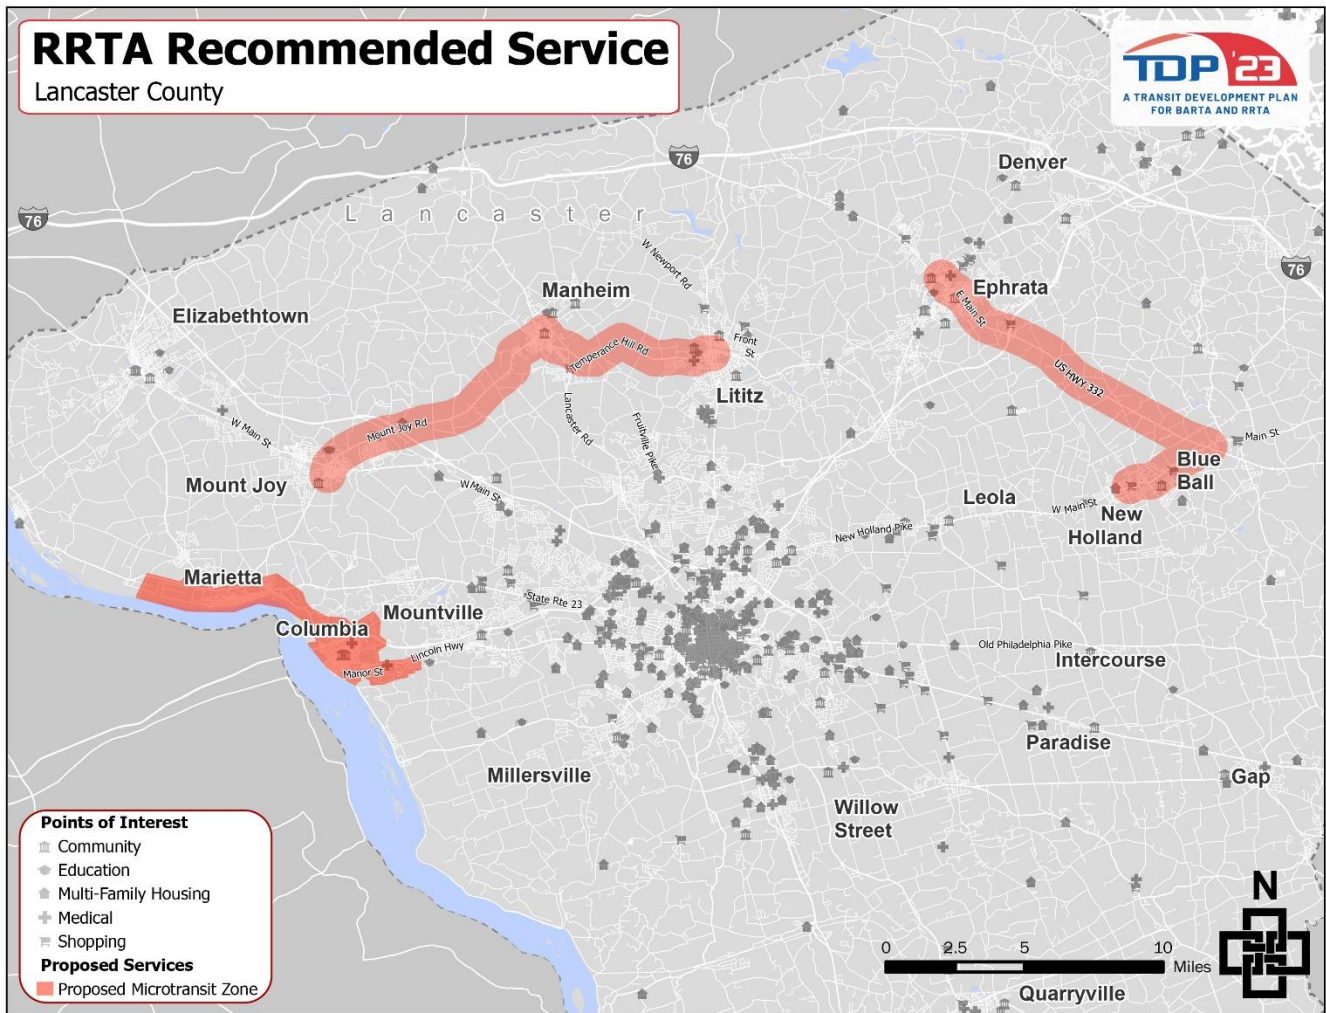 RRTA Recommended Service
Lancaster County
TDP '23
A TRANSIT DEVELOPMENT PLAN
FOR BARTA AND RRTA
76
76
76
Lancaster
Denver
W Newport Rd
Manheim
Ephrata
E Main St
Elizabethtown
Temperance Hill Rd
Front
St
US HWY 332
Lititz
Lancaster Rd
Fruitville Pike
W Main St
Mount Joy Rd
Main St
Blue
Ball
Mount Joy
W Main St
Leola
W Main St
New
Holland
New Holland Pike
Marietta
Mountville
State Rte 23
Columbia
Lincoln Hwy
Manor St
Old Philadelphia Pike
Intercourse
Paradise
Millersville
Gap
Willow
Street
Points of Interest
Community
Education
Multi-Family Housing
Medical
Shopping
Proposed Services
Proposed Microtransit Zone
N
0 2.5 5 10
Miles
Quarryville